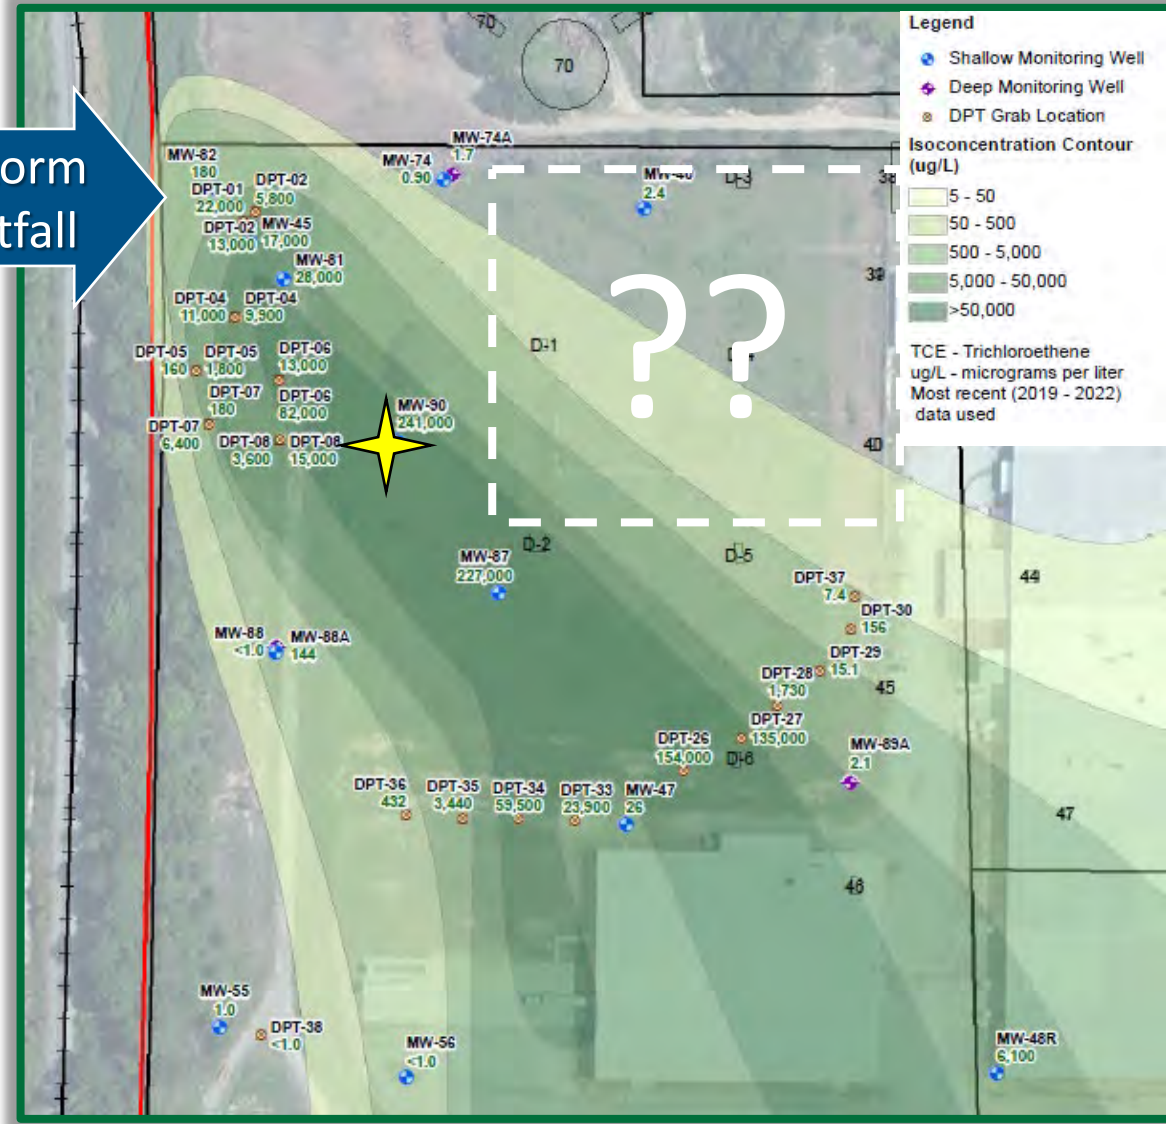 orm
tfall
70
70
MW-74A
1.7
MW-74
0.90
MW-82
180
DPT-01
22,000
DPT-02
5,800
DPT-02
13,000
MW-45
17,000
MW-81
28,000
DPT-04
11,000
DPT-04
9,900
DPT-05
160
DPT-05
1,800
DPT-06
13,000
DPT-07
180
DPT-06
82,000
DPT-07
6,400
DPT-08
3,600
DPT-08
15,000
MW-90
241,000
2.4
D-3
38
39
??
D-1
40
D-2
D-5
MW-87
227,000
DPT-37
7.4
44
DPT-30
156
DPT-29
15.1
MW-88
<1.0
MW-88A
144
DPT-28
1,730
45
DPT-27
135,000
DPT-26
154,000
D-6
MW-89A
2.1
DPT-36
432
DPT-35
3,440
DPT-34
59,500
DPT-33
23,900
MW-47
26
47
46
MW-55
1.0
DPT-38
<1.0
MW-56
<1.0
MW-48R
6,100
Legend
Shallow Monitoring Well
Deep Monitoring Well
DPT Grab Location
Isoconcentration Contour
(ug/L)
5 - 50
50 - 500
500 - 5,000
5,000 - 50,000
>50,000
TCE - Trichloroethene
ug/L - micrograms per liter
Most recent (2019 - 2022)
data used